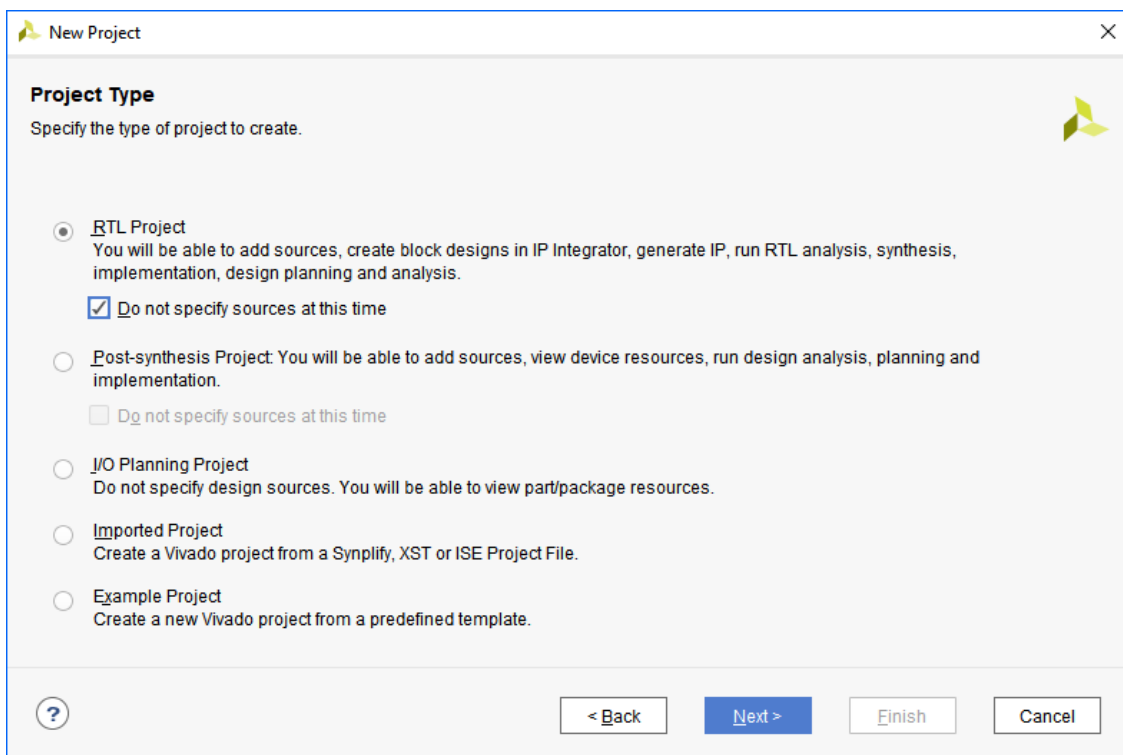 New Project
Project Type
Specify the type of project to create.
RTL Project
You will be able to add sources, create block designs in IP Integrator, generate IP, run RTL analysis, synthesis,
implementation, design planning and analysis.
Do not specify sources at this time
Post-synthesis Project: You will be able to add sources, view device resources, run design analysis, planning and
implementation.
Do not specify sources at this time
I/O Planning Project
Do not specify design sources. You will be able to view part/package resources.
Imported Project
Create a Vivado project from a Synplify, XST or ISE Project File.
Example Project
Create a new Vivado project from a predefined template.
? < Back Next > Finish Cancel